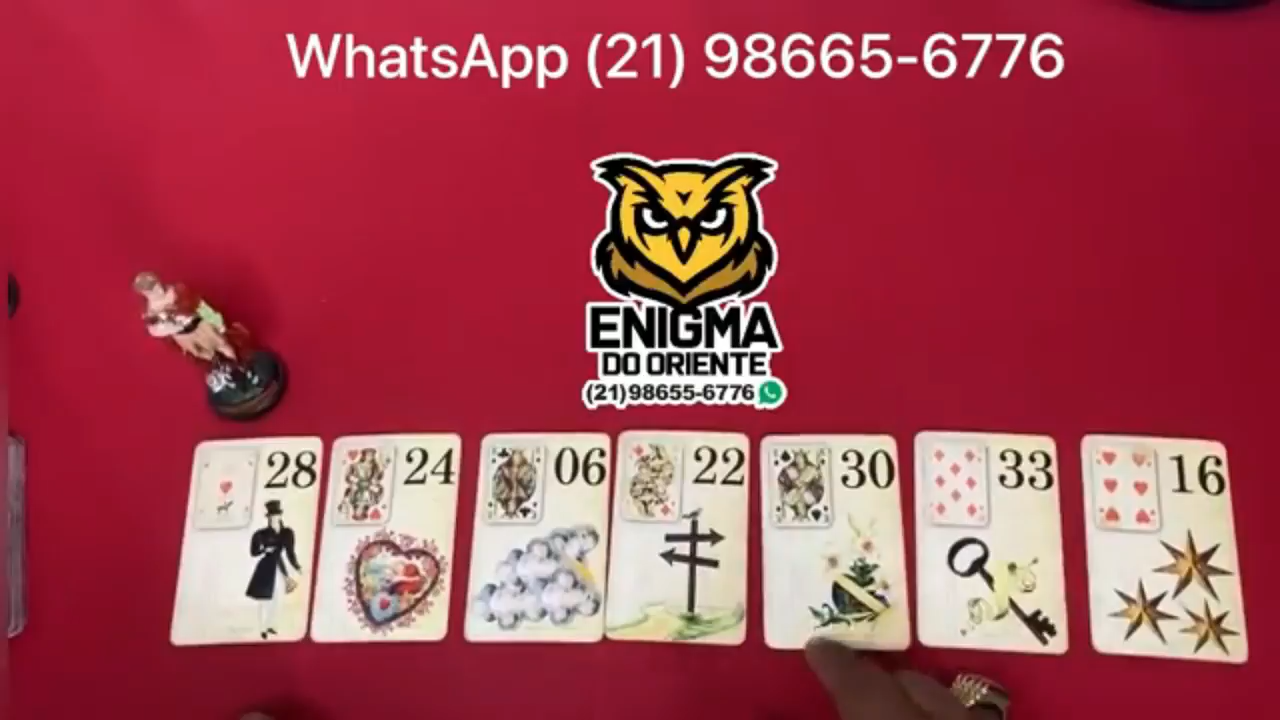 WhatsApp (21) 98665-6776
ENIGMA
DO ORIENTE
(21)98655-6776
28
24
06
22
30
33
16